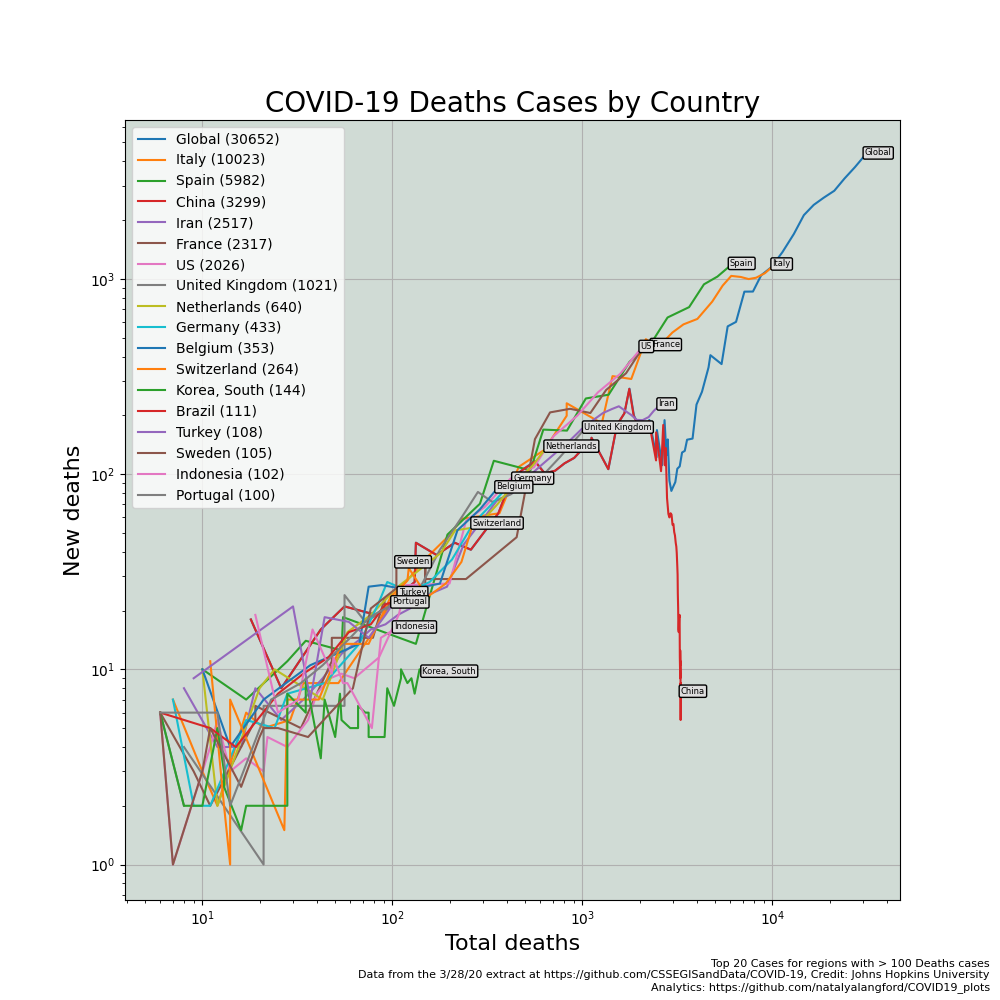 COVID-19 Deaths Cases by Country
Global (30652)
Italy (10023)
Spain (5982)
China (3299)
Iran (2517)
France (2317)
US (2026)
United Kingdom (1021)
Netherlands (640)
Germany (433)
Belgium (353)
Switzerland (264)
Korea, South (144)
Brazil (111)
Turkey (108)
Sweden (105)
Indonesia (102)
Portugal (100)
Global
Spain
Italy
US
France
Iran
United Kingdom
Netherlands
Germany
Belgium
Switzerland
Sweden
Turkey
Portugal
Indonesia
Korea, South
China
New deaths
10³
10²
10¹
10⁰
10¹ 10² 10³ 10⁴
Total deaths
Top 20 Cases for regions with > 100 Deaths cases
Data from the 3/28/20 extract at https://github.com/CSSEGISandData/COVID-19, Credit: Johns Hopkins University
Analytics: https://github.com/natalyalangford/COVID19_plots